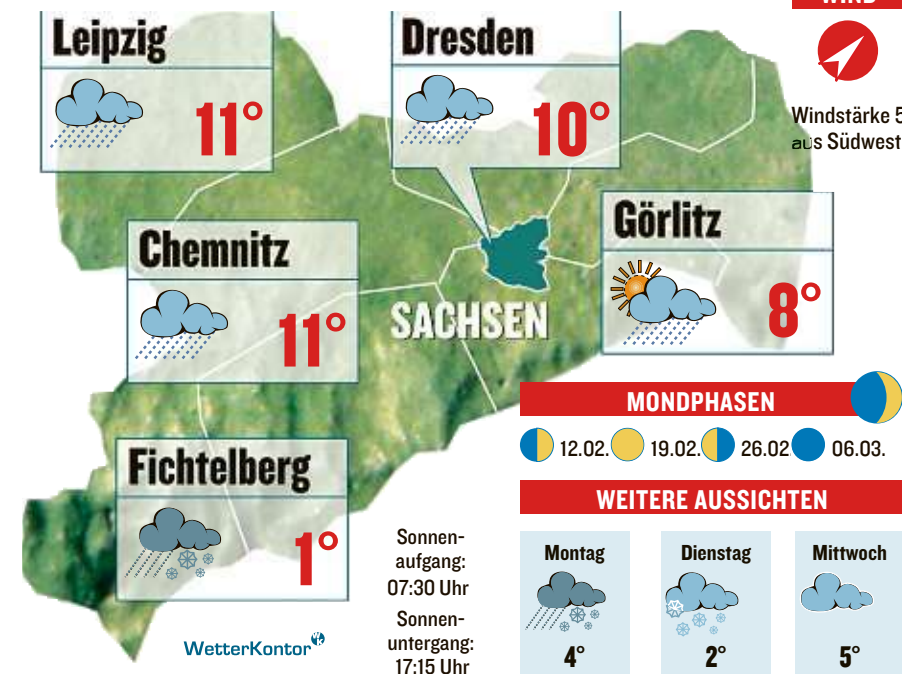 WIND
Windstärke 5
aus Südwest
Leipzig
11°
Dresden
10°
Görlitz
8°
Chemnitz
11°
SACHSEN
Fichtelberg
1°
WetterKontor
Sonnen-
aufgang:
07:30 Uhr
Sonnen-
untergang:
17:15 Uhr
MONDPHASEN
12.02. 19.02. 26.02. 06.03.
WEITERE AUSSICHTEN
Montag Dienstag Mittwoch
4° 2° 5°